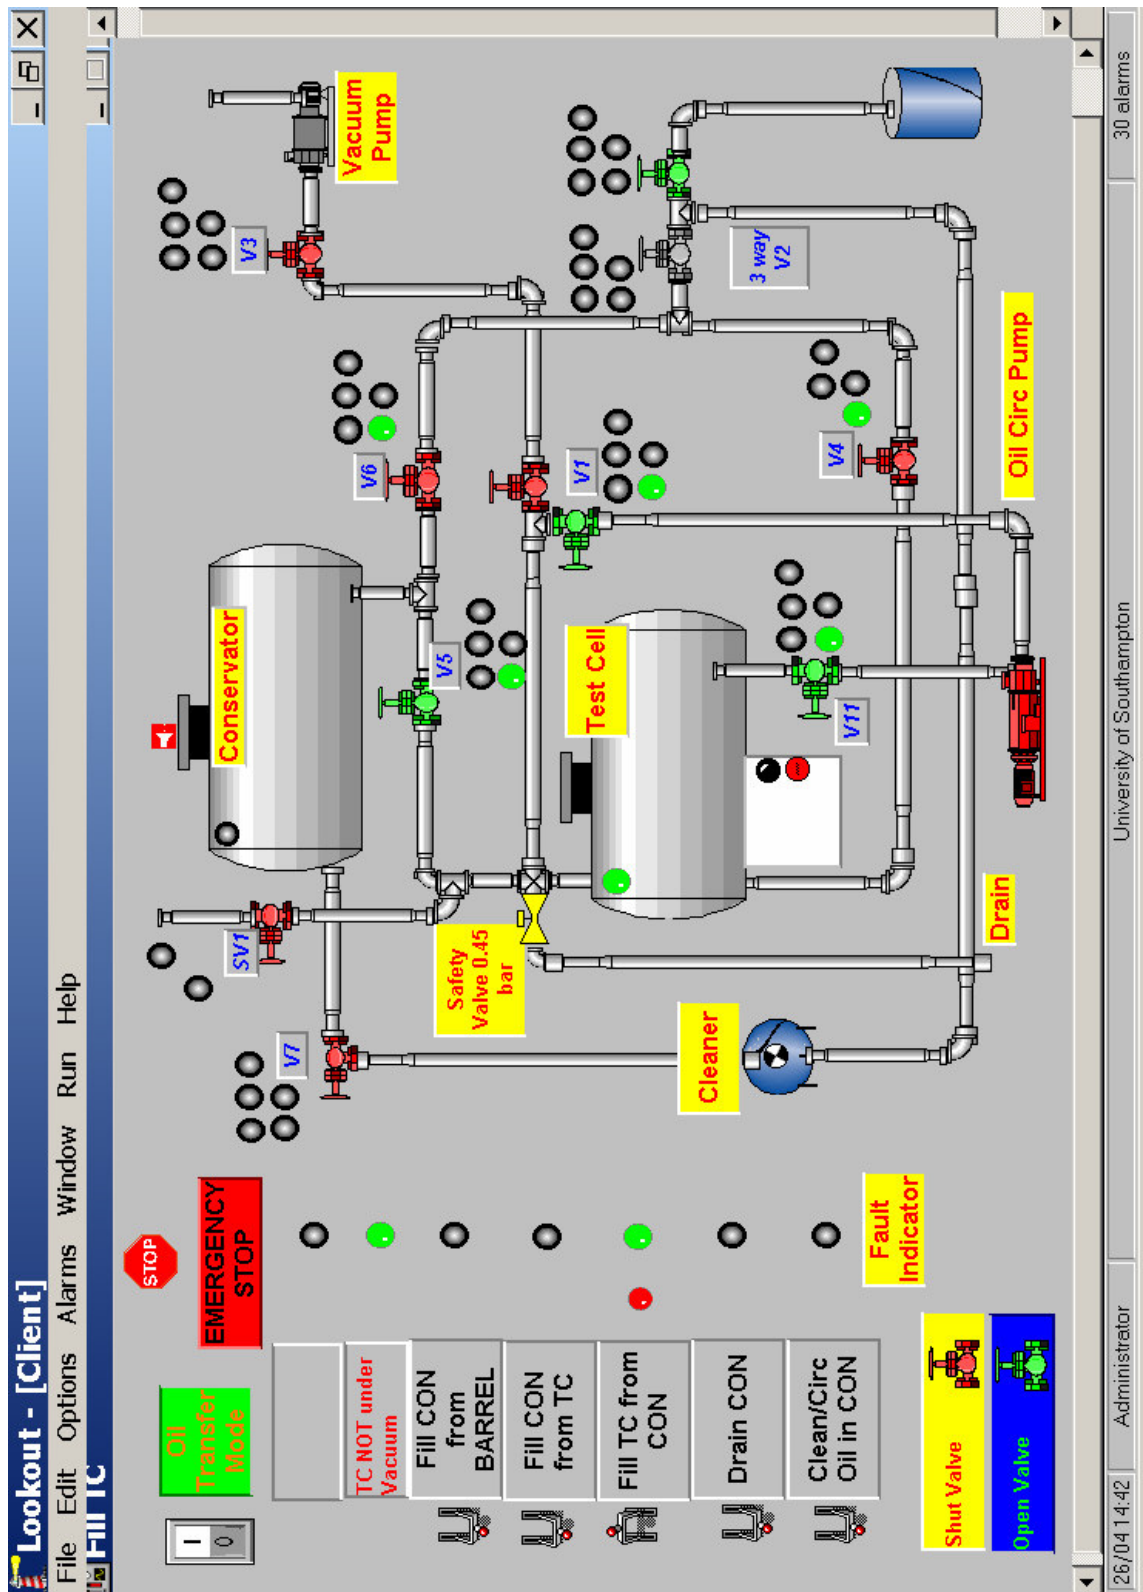 Lookout - [Client]
File Edit Options Alarms Window Run Help
Fill TC
Oil
Transfer
Mode
STOP
EMERGENCY
STOP
TC NOT under
Vacuum
Fill CON
from
BARREL
Fill CON
from TC
Fill TC from
CON
Drain CON
Clean/Circ
Oil in CON
Fault
Indicator
Shut Valve
Open Valve
V7
SV1
Conservator
V6
V3
Vacuum
Pump
Safety
Valve 0.45
bar
V5
V1
Test Cell
3 way
V2
Cleaner
V11
V4
Drain
Oil Circ Pump
26/04 14:42
Administrator
University of Southampton
30 alarms